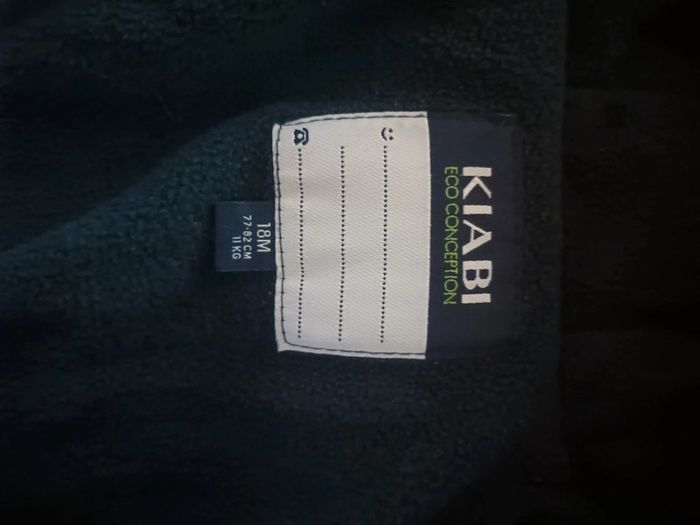 KIABI
ECO CONCEPTION
18M
77-82 CM
11 KG